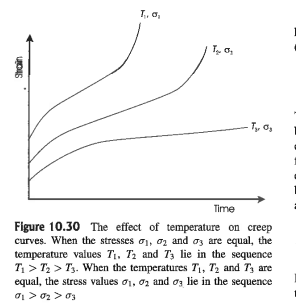 T₁, σ₁
T₂, σ₂
T₃, σ₃
Strain
Time
Figure 10.30 The effect of temperature on creep
curves. When the stresses σ₁, σ₂ and σ₃ are equal, the
temperature values T₁, T₂ and T₃ lie in the sequence
T₁ > T₂ > T₃. When the temperatures T₁, T₂ and T₃ are
equal, the stress values σ₁, σ₂ and σ₃ lie in the sequence
σ₁ > σ₂ > σ₃